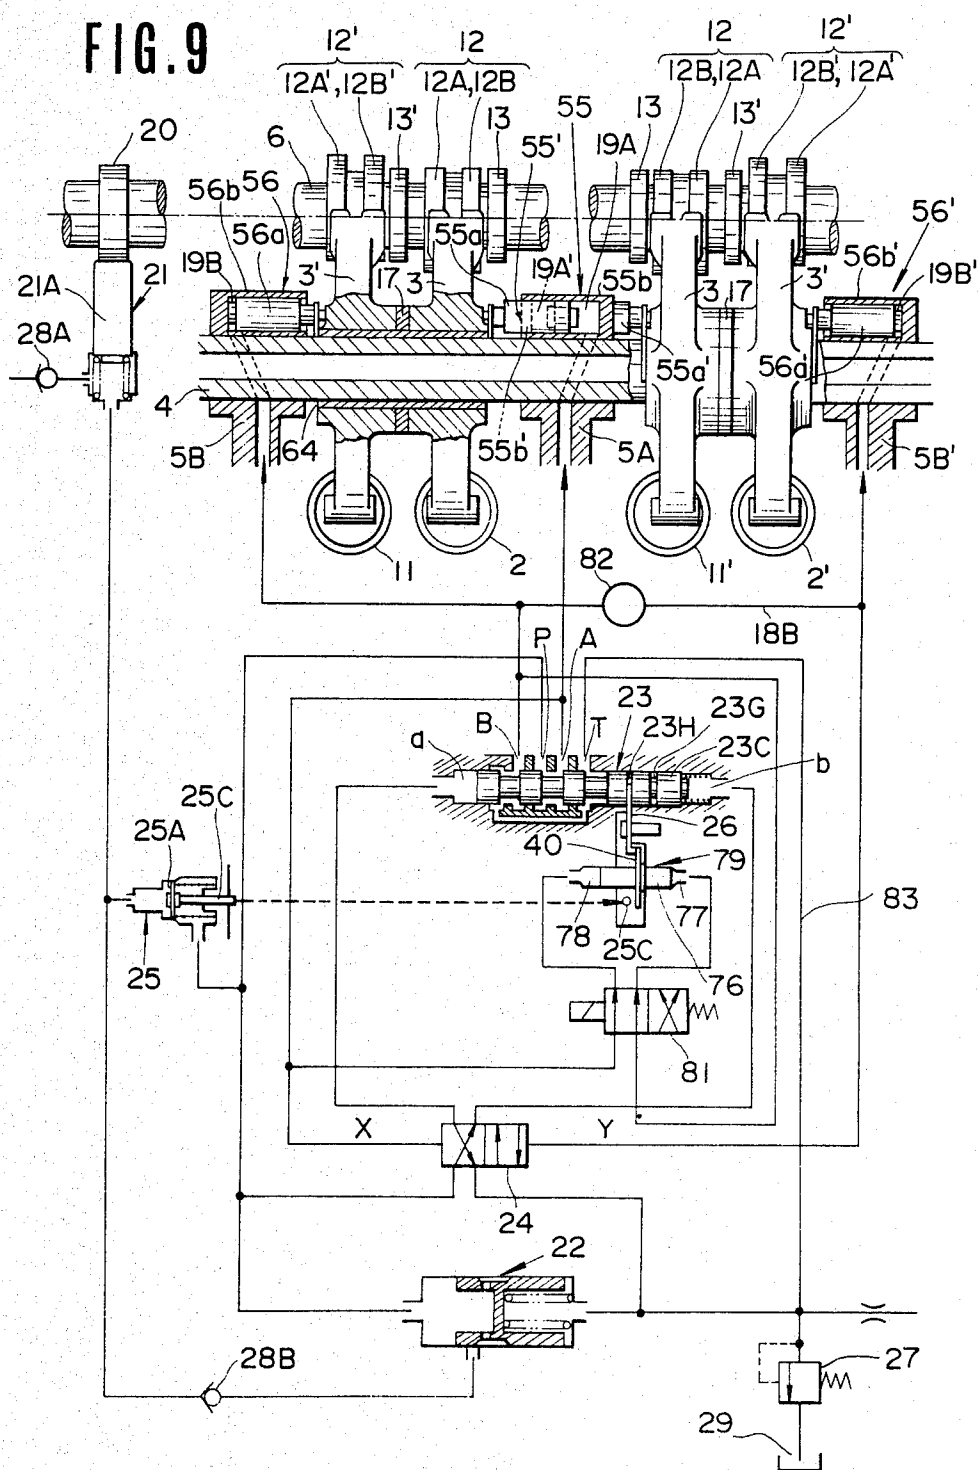 FIG.9
12' 12 12 12'
12A',12B' 12A,12B 55 12B,12A 12B',12A'
20 13' 13 55' 19A 13 13'
6
56b 56 56'
56a 55a 19A' 56b'
19B 3' 17 3 55b 3 17 3' 19B'
21A 21
28A
55a' 56a'
4
5B 64 55b' 5A 5B'
11 2 82 11' 2'
18B
P A
23 23G
B T 23H 23C
a b
25C 26
25A 40 79
83
25 78 25C 77
76
81
X Y
24
22
28B 27
29